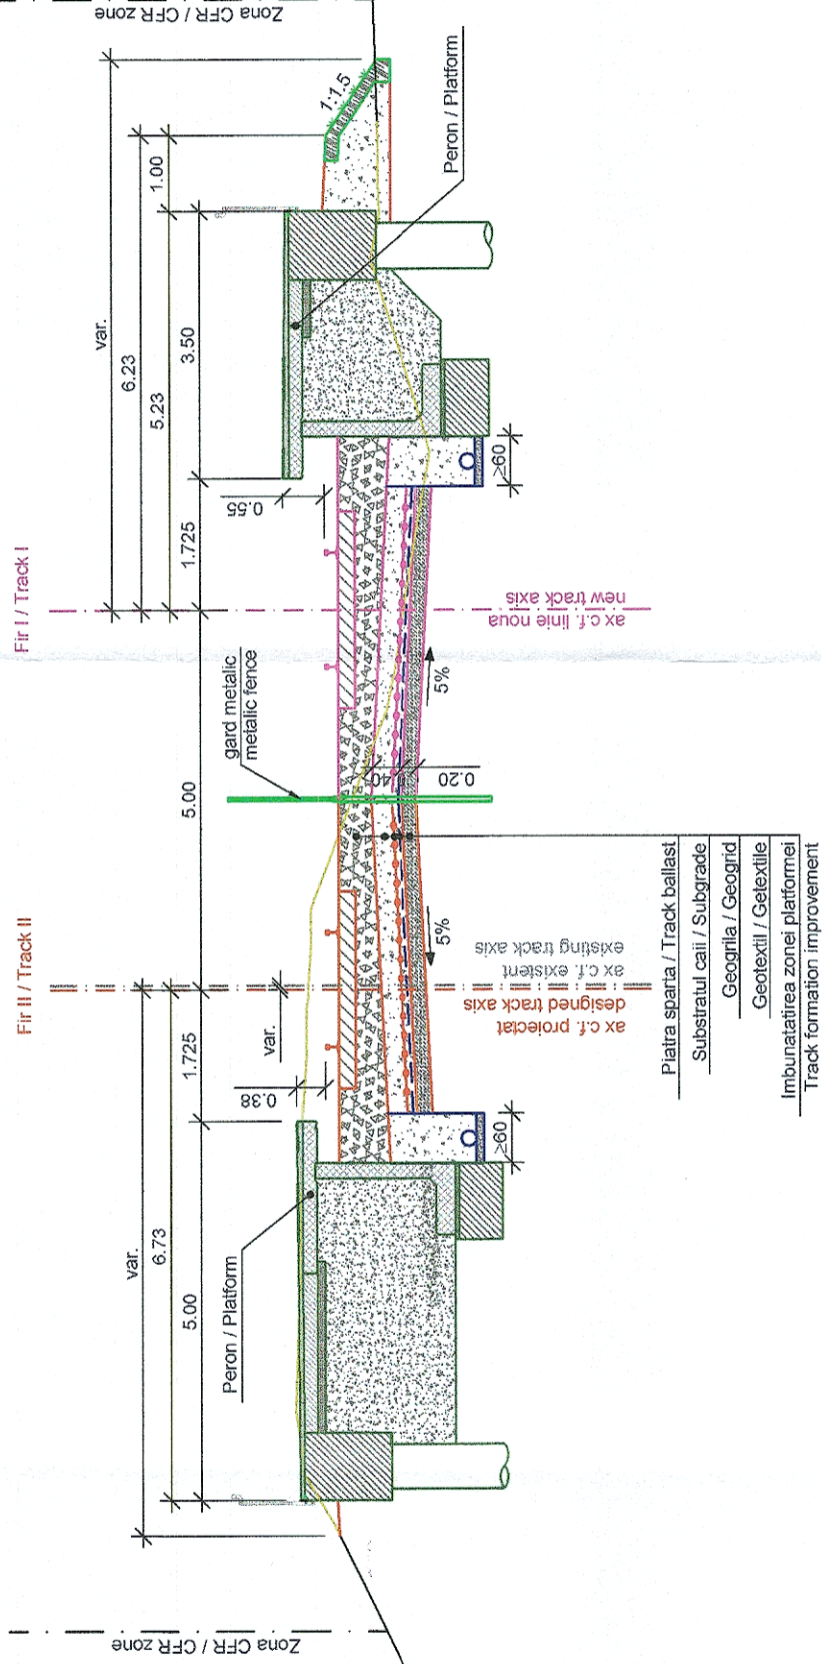 Zona CFR / CFR zone
var.
6.23
1.00
5.23
3.50
1.725
1:1.5
Peron / Platform
0.55
≥60
Fir I / Track I
ax c.f. linie noua
new track axis
gard metalic
metalic fence
5.00
5%
0.20
5%
Fir II / Track II
ax c.f. existent
existing track axis
ax c.f. proiectat
designed track axis
var.
1.725
0.38
≥60
var.
6.73
5.00
Peron / Platform
Piatra sparta / Track ballast
Substratul caii / Subgrade
Geogrila / Geogrid
Geotextil / Getextile
Imbunatatirea zonei platformei
Track formation improvement
Zona CFR / CFR zone